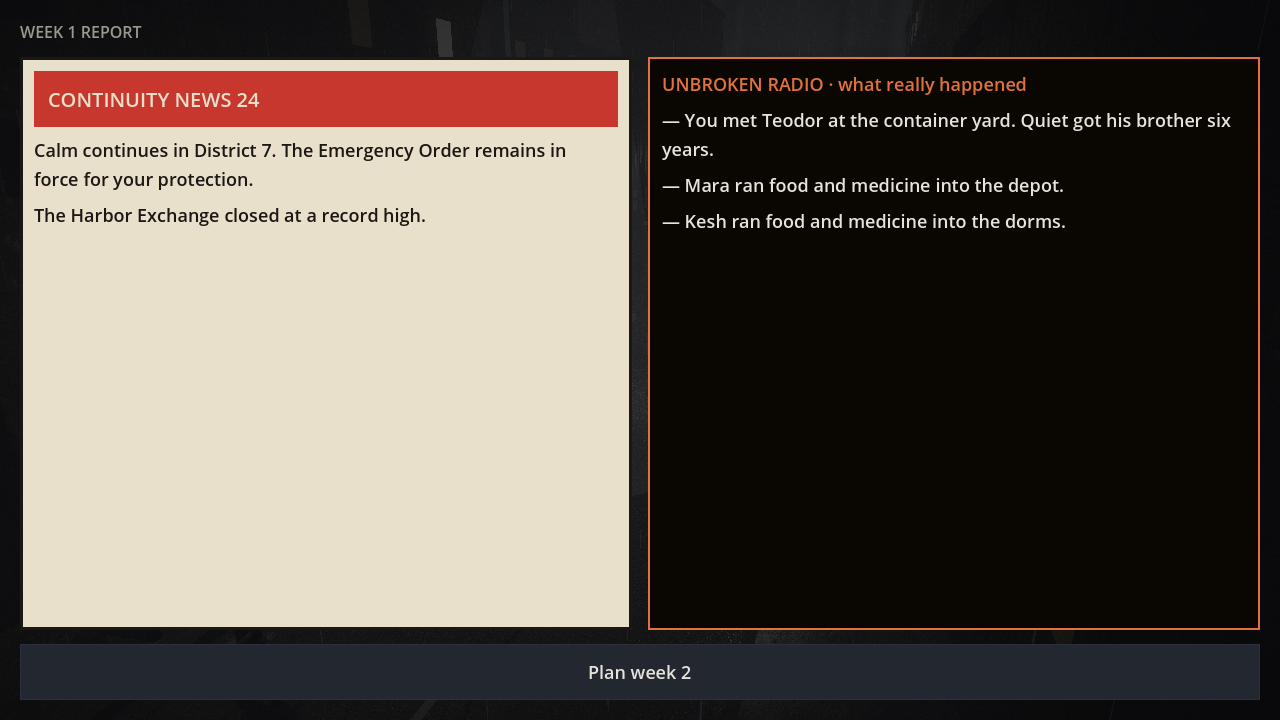 WEEK 1 REPORT
CONTINUITY NEWS 24
Calm continues in District 7. The Emergency Order remains in
force for your protection.
The Harbor Exchange closed at a record high.
UNBROKEN RADIO · what really happened
— You met Teodor at the container yard. Quiet got his brother six
years.
— Mara ran food and medicine into the depot.
— Kesh ran food and medicine into the dorms.
Plan week 2